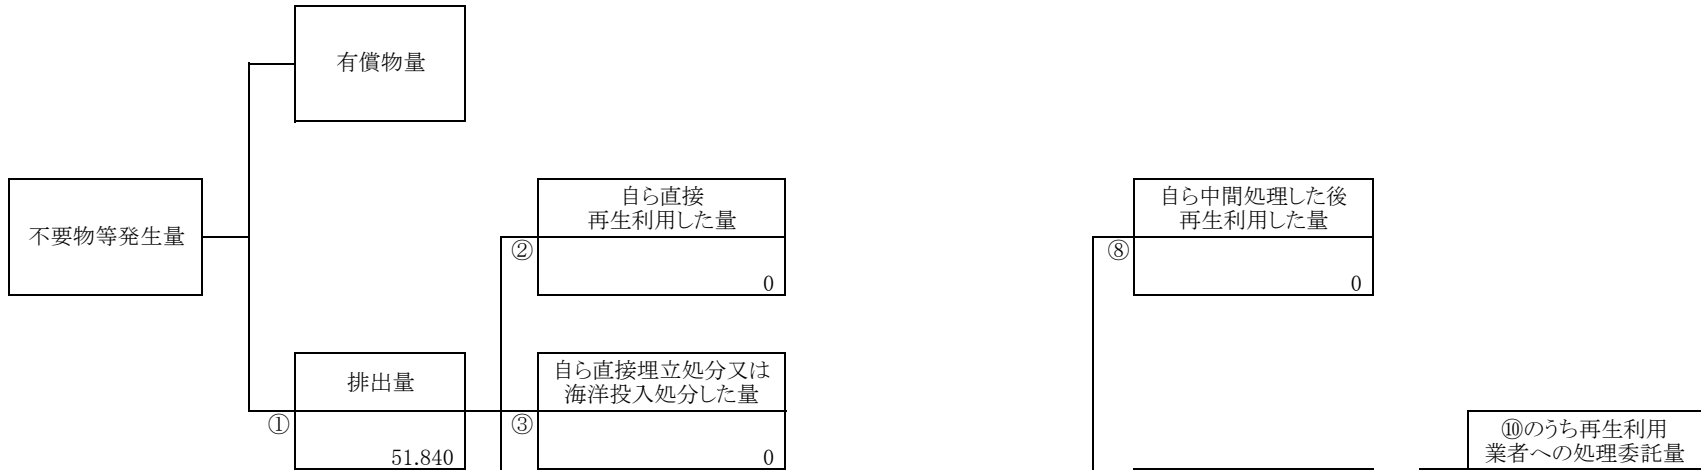 有償物量
不要物等発生量
自ら直接
再生利用した量
②
0
自ら中間処理した後
再生利用した量
⑧
0
排出量
①
51.840
自ら直接埋立処分又は
海洋投入処分した量
③
0
⑩のうち再生利用
業者への処理委託量